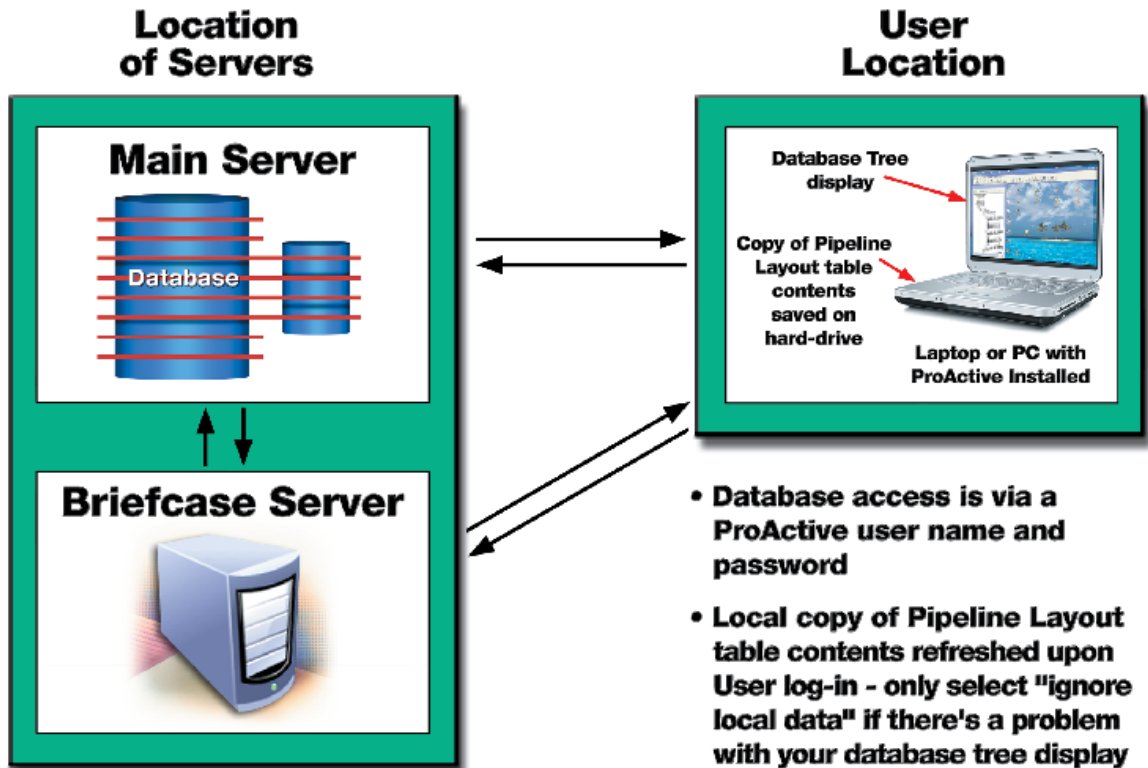 Location
of Servers
Main Server
Database
Briefcase Server
User
Location
Database Tree
display
Copy of Pipeline
Layout table
contents
saved on
hard-drive
Laptop or PC with
ProActive Installed
• Database access is via a
ProActive user name and
password
• Local copy of Pipeline Layout
table contents refreshed upon
User log-in - only select "ignore
local data" if there's a problem
with your database tree display